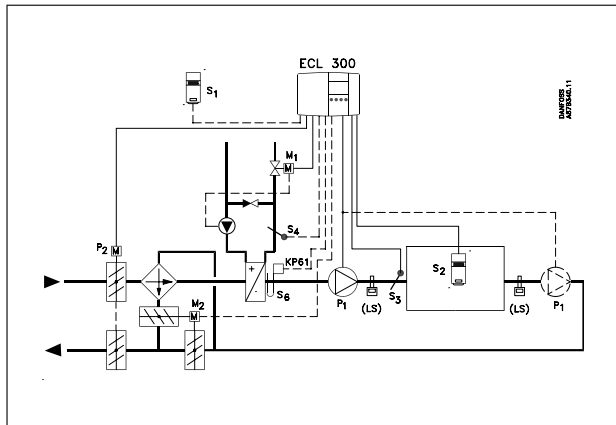 ECL 300
S1
DANFOSS
A87B340.11
M1
S4
P2
KP61
M2
S6
P1
(LS)
S3
S2
(LS)
P1
M
M
M
+
-